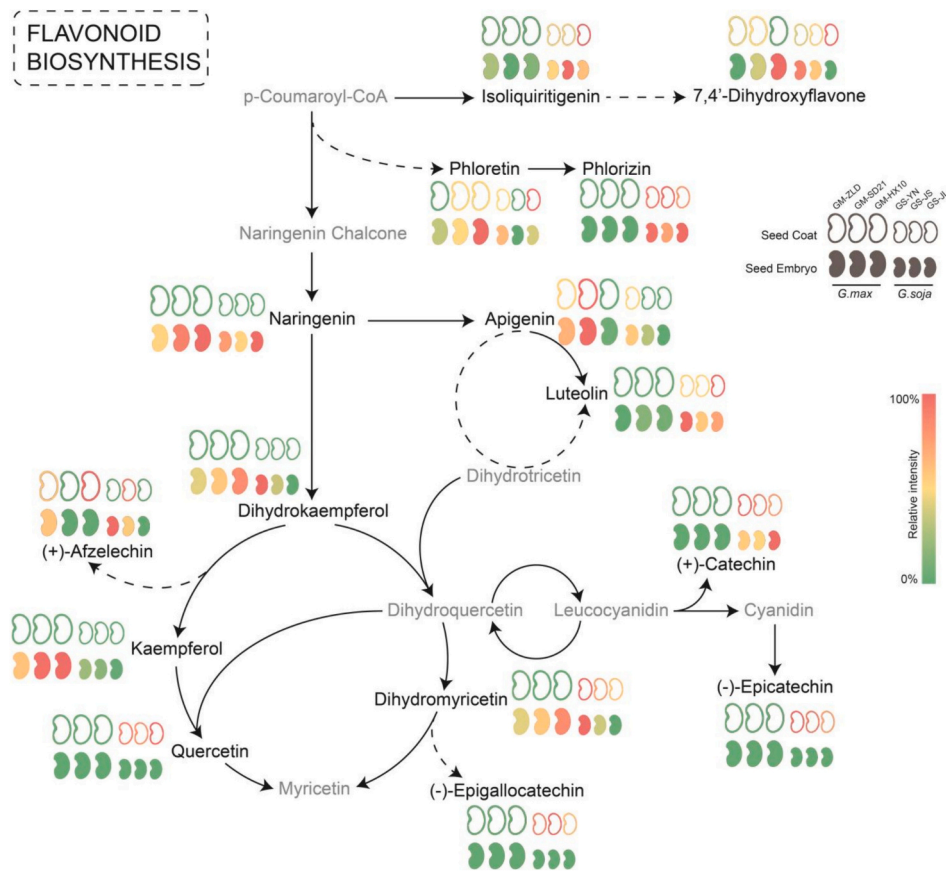 FLAVONOID
BIOSYNTHESIS
p-Coumaroyl-CoA
Isoliquiritigenin
7,4'-Dihydroxyflavone
Phloretin
Phlorizin
Naringenin Chalcone
GM-ZLD
GM-SD21
GM-HX10
GS-YN
GS-JS
GS-JL
Seed Coat
Seed Embryo
G.max
G.soja
Naringenin
Apigenin
Luteolin
100%
Relative intensity
0%
Dihydrotricetin
Dihydrokaempferol
(+)-Afzelechin
(+)-Catechin
Dihydroquercetin
Leucocyanidin
Cyanidin
Kaempferol
(-)-Epicatechin
Dihydromyricetin
Quercetin
Myricetin
(-)-Epigallocatechin